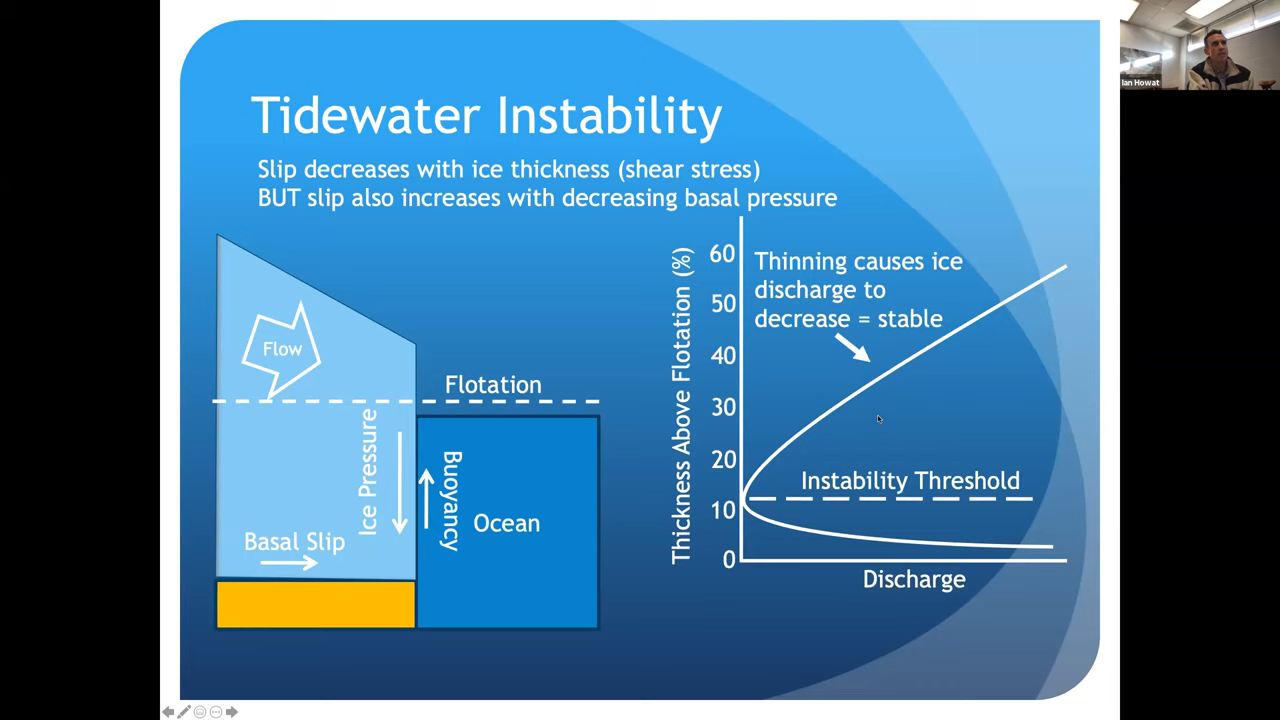 Ian Howat
Tidewater Instability
Slip decreases with ice thickness (shear stress)
BUT slip also increases with decreasing basal pressure
Flow
Flotation
Ice Pressure
Buoyancy
Ocean
Basal Slip
Thickness Above Flotation (%)
60
50
40
30
20
10
0
Thinning causes ice
discharge to
decrease = stable
Instability Threshold
Discharge